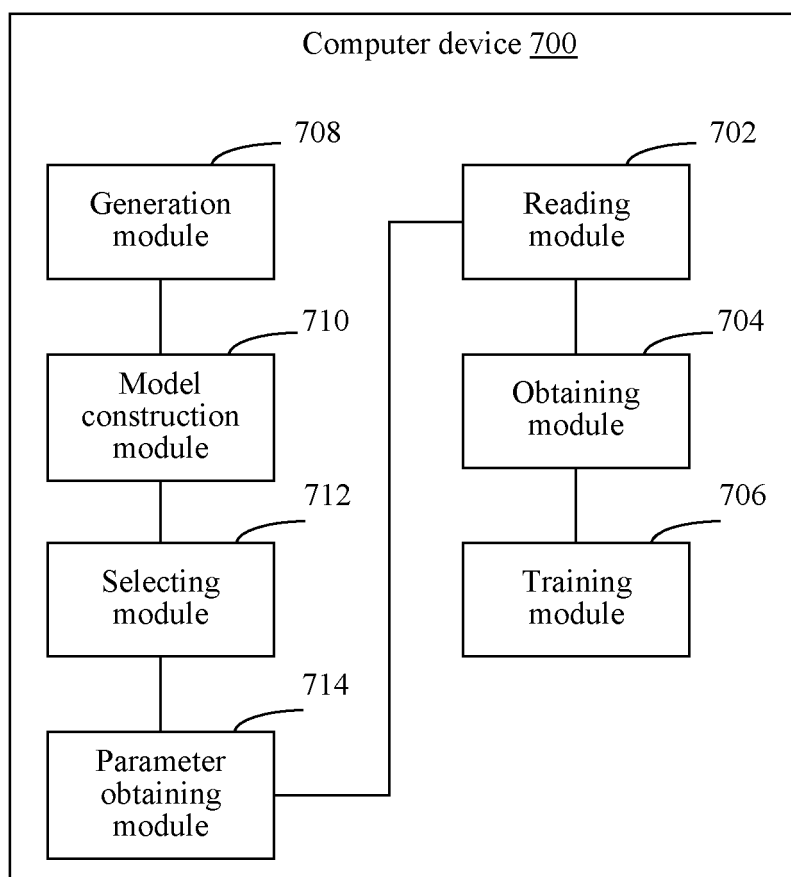 Computer device 700
708
Generation
module
710
Model
construction
module
712
Selecting
module
714
Parameter
obtaining
module
702
Reading
module
704
Obtaining
module
706
Training
module